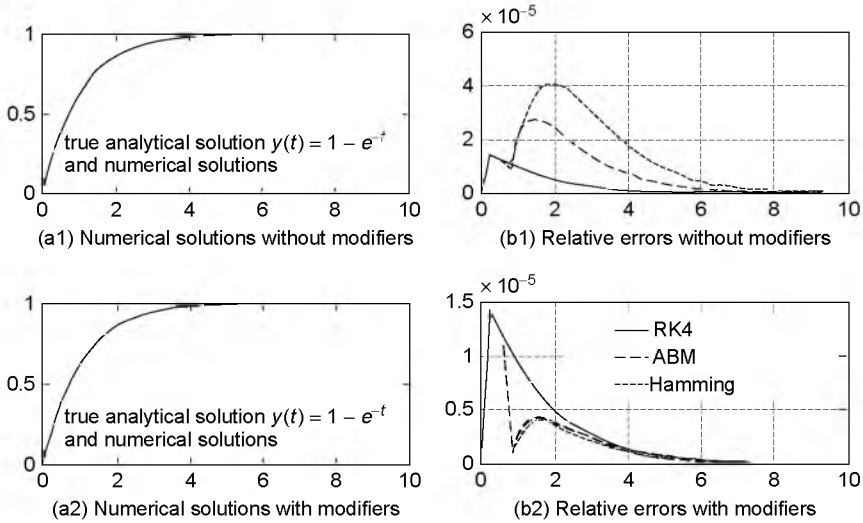 1
0.5
0
0 2 4 6 8 10
true analytical solution y(t) = 1 − e^−t
and numerical solutions
(a1) Numerical solutions without modifiers
× 10^−5
6
4
2
0
0 2 4 6 8 10
(b1) Relative errors without modifiers
1
0.5
0
0 2 4 6 8 10
true analytical solution y(t) = 1 − e^−t
and numerical solutions
(a2) Numerical solutions with modifiers
× 10^−5
1.5
1
0.5
0
0 2 4 6 8 10
RK4
ABM
Hamming
(b2) Relative errors with modifiers